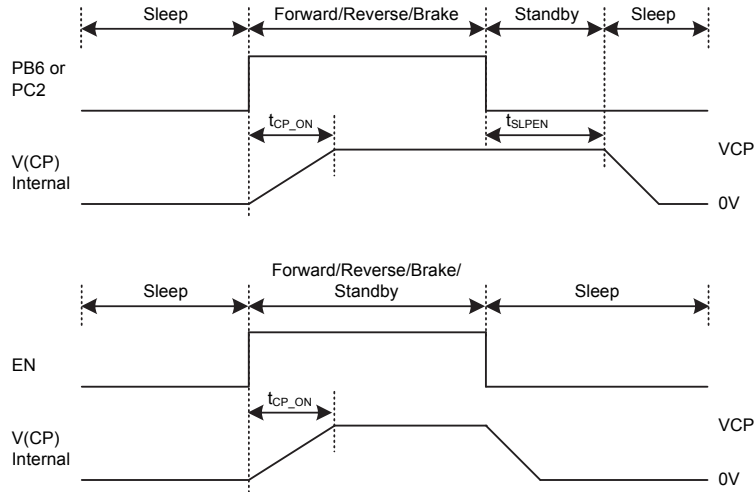 Sleep Forward/Reverse/Brake Standby Sleep
PB6 or
PC2
tCP_ON tSLPEN
V(CP)
Internal
VCP
0V
Forward/Reverse/Brake/
Standby
Sleep Sleep
EN
tCP_ON
V(CP)
Internal
VCP
0V